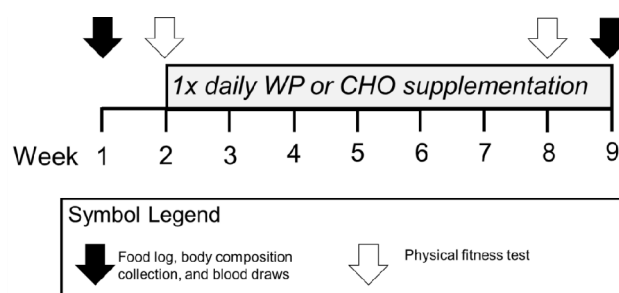 1x daily WP or CHO supplementation
Week 1 2 3 4 5 6 7 8 9
Symbol Legend
Food log, body composition
collection, and blood draws
Physical fitness test